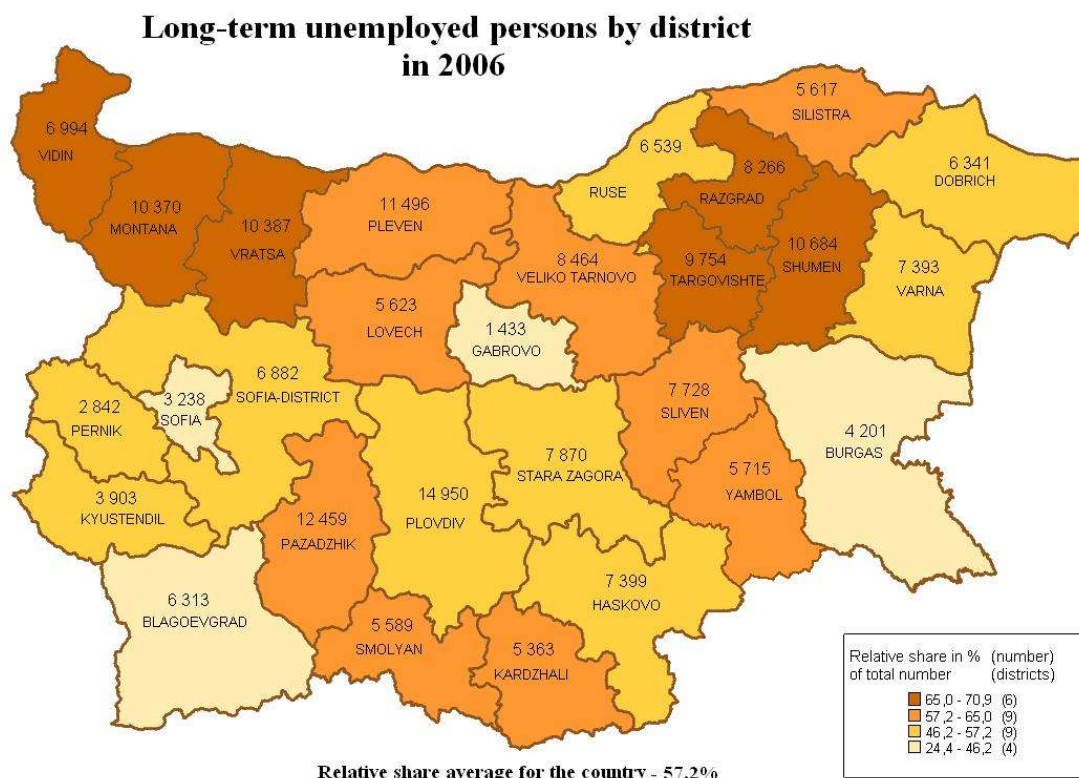 Long-term unemployed persons by district
in 2006
6 994
VIDIN
10 370
MONTANA
10 387
VRATSA
11 496
PLEVEN
5 623
LOVECH
1 433
GABROVO
8 464
VELIKO TARNOVO
6 539
RUSE
5 617
SILISTRA
8 266
RAZGRAD
6 341
DOBRICH
9 754
TARGOVISHTE
10 684
SHUMEN
7 393
VARNA
6 882
SOFIA-DISTRICT
3 238
SOFIA
2 842
PERNIK
3 903
KYUSTENDIL
6 313
BLAGOEVGRAD
12 459
PAZADZHIK
14 950
PLOVDIV
7 870
STARA ZAGORA
7 728
SLIVEN
5 715
YAMBOL
4 201
BURGAS
7 399
HASKOVO
5 589
SMOLYAN
5 363
KARDZHALI
Relative share in % (number)
of total number (districts)
65,0 - 70,9 (6)
57,2 - 65,0 (9)
46,2 - 57,2 (9)
24,4 - 46,2 (4)
Relative share average for the country - 57,2%